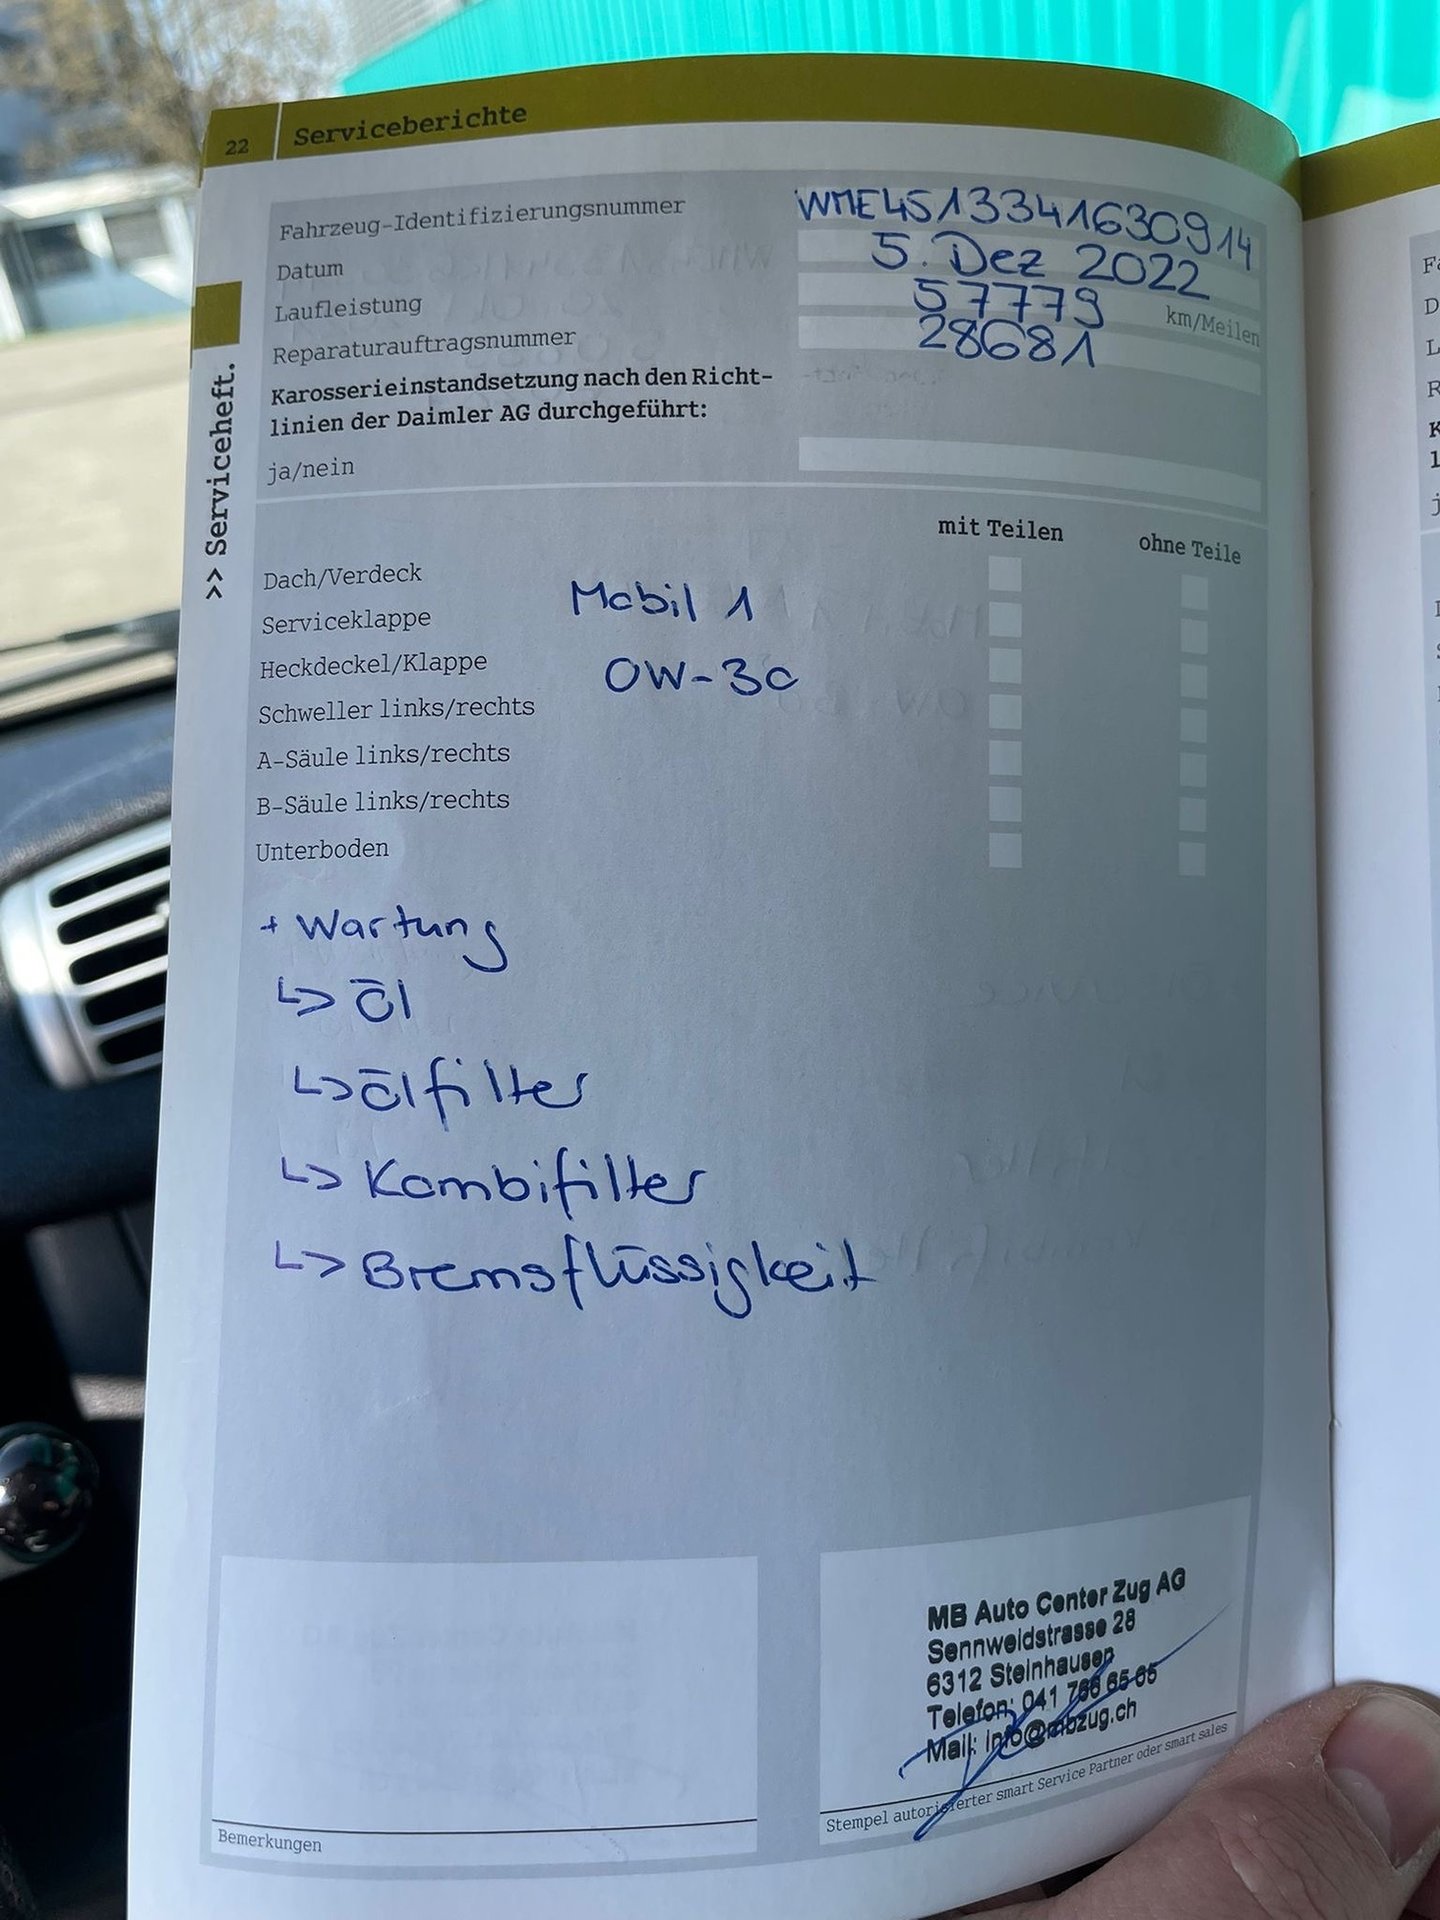 22 Serviceberichte
Fahrzeug-Identifizierungsnummer WME4513341630914
Datum 5. Dez 2022
Laufleistung 57779 km/Meilen
Reparaturauftragsnummer 28681
Karosserieinstandsetzung nach den Richt-
linien der Daimler AG durchgeführt:
ja/nein
>> Serviceheft.
mit Teilen ohne Teile
Dach/Verdeck
Serviceklappe Mobil 1
Heckdeckel/Klappe OW-30
Schweller links/rechts
A-Säule links/rechts
B-Säule links/rechts
Unterboden
+ Wartung
↳ Öl
↳ Ölfilter
↳ Kombifilter
↳ Bremsflüssigkeit
Bemerkungen
MB Auto Center Zug AG
Sennweidstrasse 28
6312 Steinhausen
Telefon: 041 766 65 65
Mail: info@mbzug.ch
Stempel autorisierter smart Service Partner oder smart sales